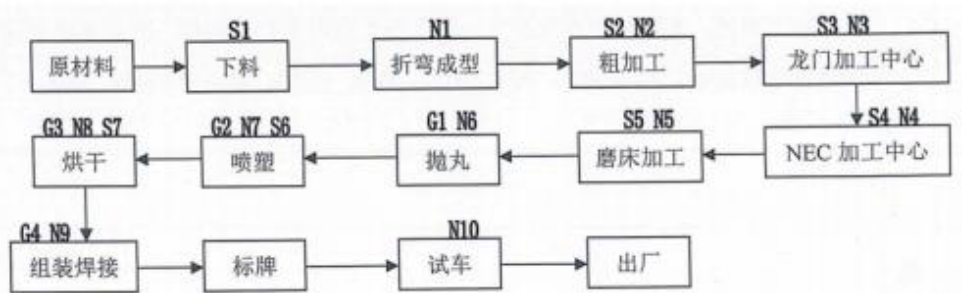 S1 N1 S2 N2 S3 N3
原材料 下料 折弯成型 粗加工 龙门加工中心
G3 N8 S7 G2 N7 S6 G1 N6 S5 N5 S4 N4
烘干 喷塑 抛丸 磨床加工 NEC 加工中心
G4 N9 N10
组装焊接 标牌 试车 出厂